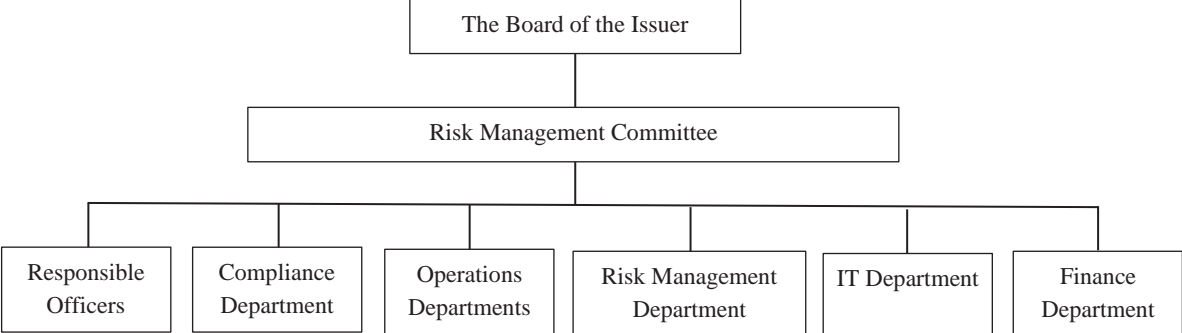 The Board of the Issuer
Risk Management Committee
Responsible
Officers
Compliance
Department
Operations
Departments
Risk Management
Department
IT Department
Finance
Department